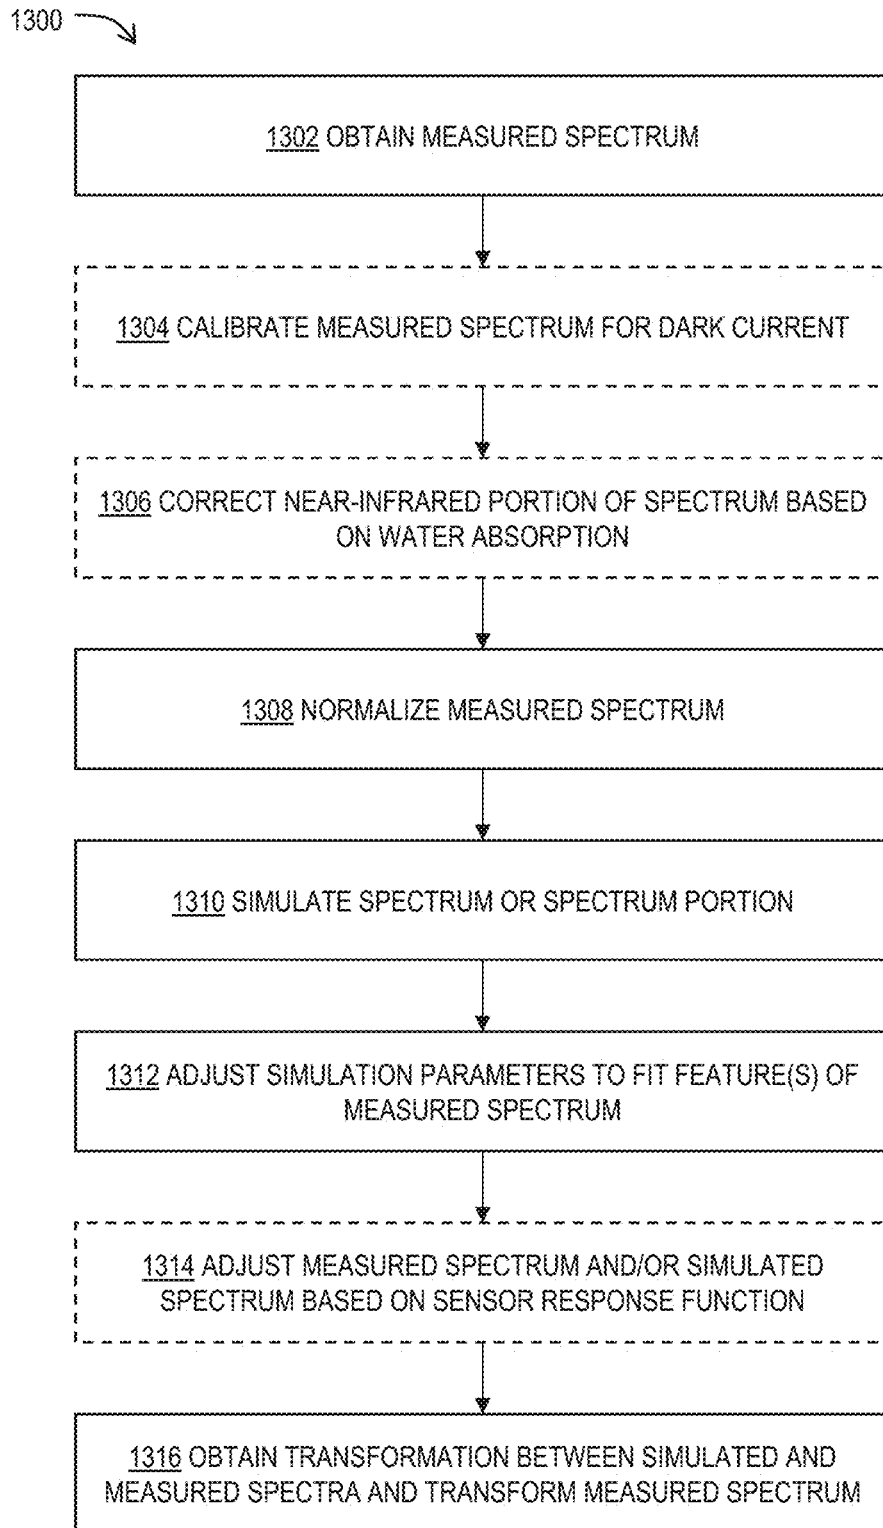 1300
1302 OBTAIN MEASURED SPECTRUM
1304 CALIBRATE MEASURED SPECTRUM FOR DARK CURRENT
1306 CORRECT NEAR-INFRARED PORTION OF SPECTRUM BASED
ON WATER ABSORPTION
1308 NORMALIZE MEASURED SPECTRUM
1310 SIMULATE SPECTRUM OR SPECTRUM PORTION
1312 ADJUST SIMULATION PARAMETERS TO FIT FEATURE(S) OF
MEASURED SPECTRUM
1314 ADJUST MEASURED SPECTRUM AND/OR SIMULATED
SPECTRUM BASED ON SENSOR RESPONSE FUNCTION
1316 OBTAIN TRANSFORMATION BETWEEN SIMULATED AND
MEASURED SPECTRA AND TRANSFORM MEASURED SPECTRUM